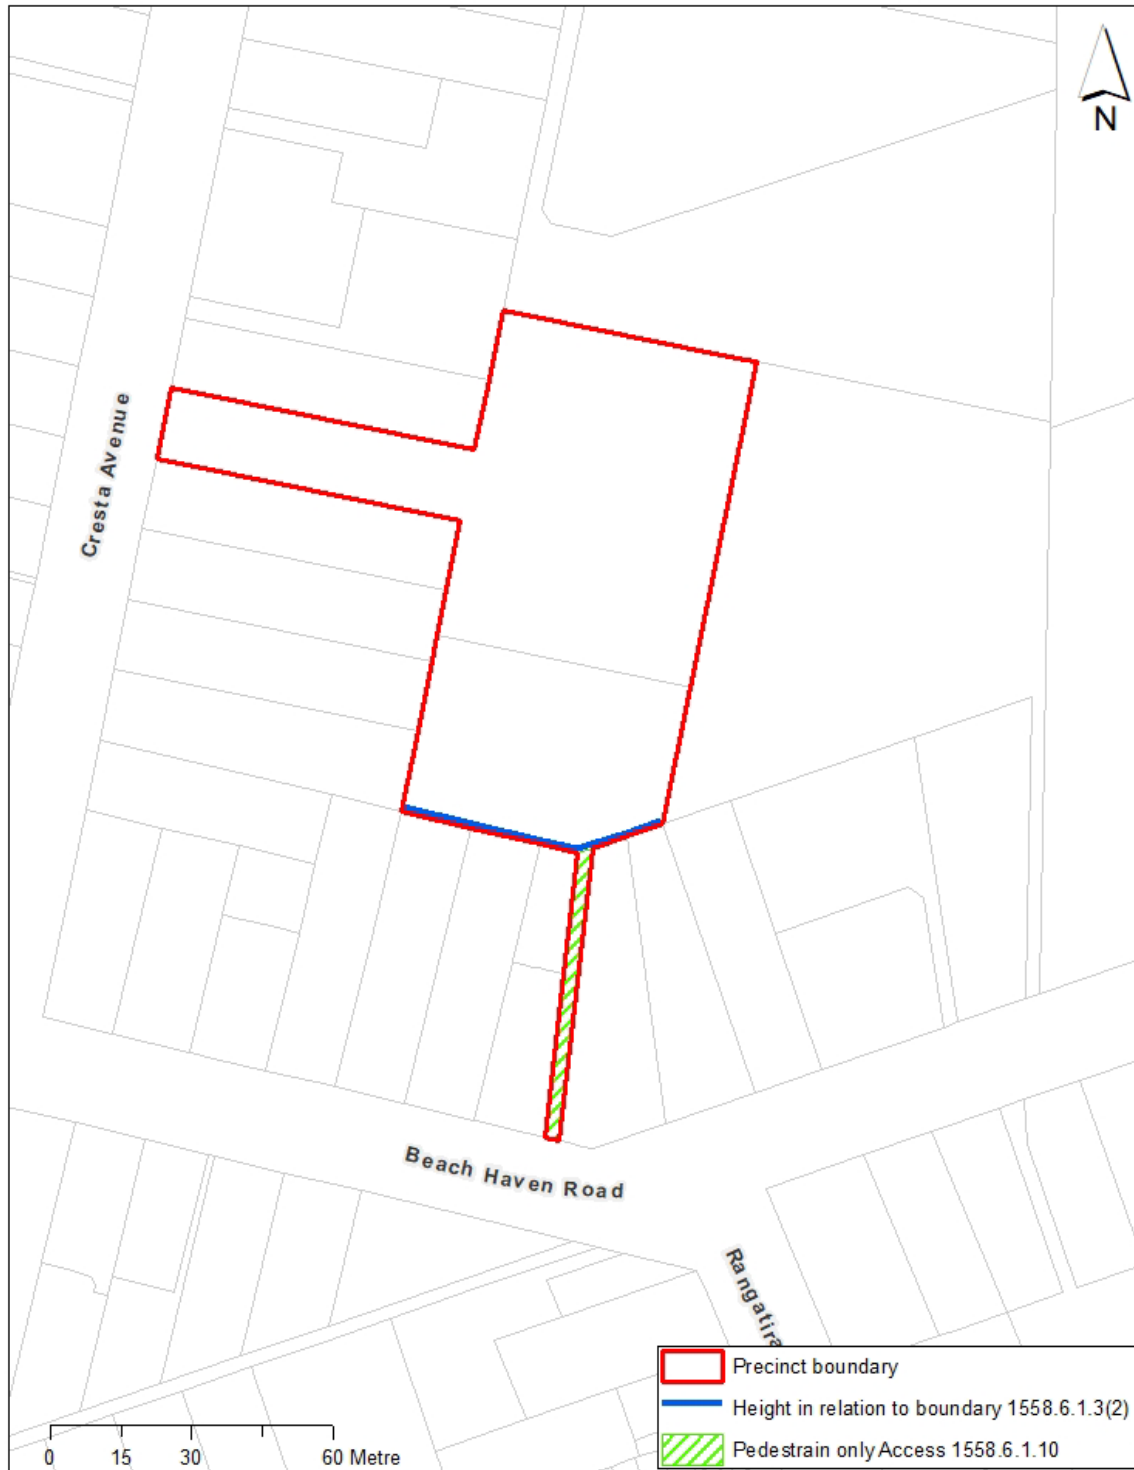 N
Cresta Avenue
Beach Haven Road
Rangatira
Precinct boundary
Height in relation to boundary 1558.6.1.3(2)
Pedestrain only Access 1558.6.1.10
0 15 30 60 Metre